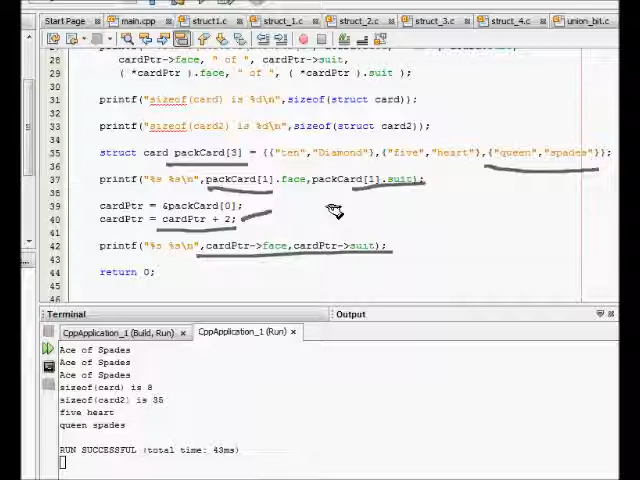 Start Page main.cpp struct1.c struct_1.c struct_2.c struct_3.c struct_4.c union_bit.c
28 cardPtr->face, " of ", cardPtr->suit,
29 ( *cardPtr ).face, " of ", ( *cardPtr ).suit );
30
31 printf("sizeof(card) is %d\n",sizeof(struct card));
32
33 printf("sizeof(card2) is %d\n",sizeof(struct card2));
34
35 struct card packCard[3] = {{"ten","Diamond"},{"five","heart"},{"queen","spades"}};
36
37 printf("%s %s\n",packCard[1].face,packCard[1].suit);
38
39 cardPtr = &packCard[0];
40 cardPtr = cardPtr + 2;
41
42 printf("%s %s\n",cardPtr->face,cardPtr->suit);
43
44 return 0;
45
46
Terminal Output
CppApplication_1 (Build, Run) CppApplication_1 (Run)
Ace of Spades
Ace of Spades
Ace of Spades
sizeof(card) is 8
sizeof(card2) is 35
five heart
queen spades
RUN SUCCESSFUL (total time: 43ms)